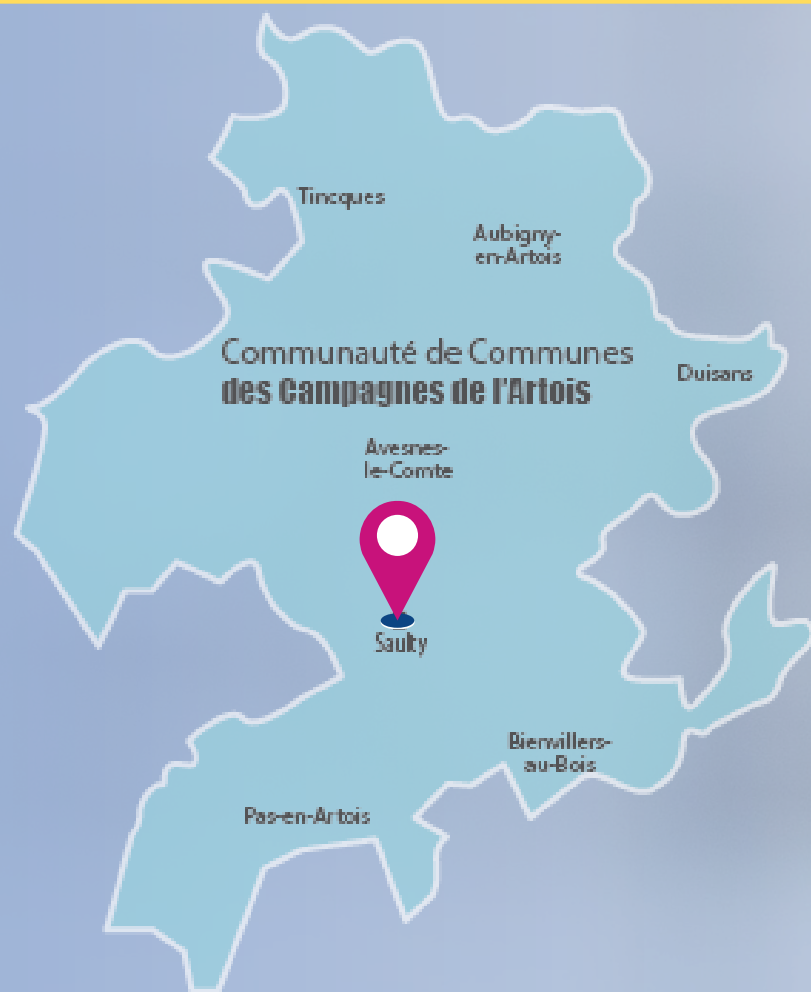 Tincques
Aubigny-
en-Artois
Communauté de Communes
des Campagnes de l'Artois
Duisans
Avesnes-
le-Comte
Saulty
Bienvillers-
au-Bois
Pas-en-Artois